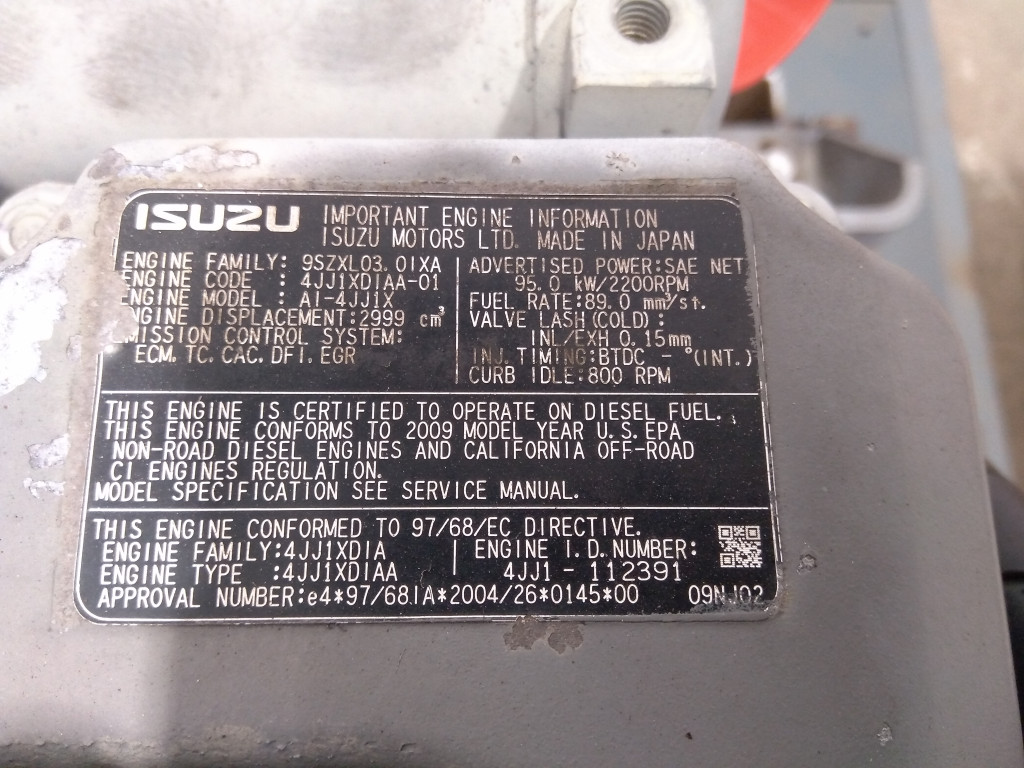 ISUZU IMPORTANT ENGINE INFORMATION
ISUZU MOTORS LTD. MADE IN JAPAN
ENGINE FAMILY: 9SZXL03.01XA
ENGINE CODE : 4JJ1XDIAA-01
ENGINE MODEL : AI-4JJ1X
ENGINE DISPLACEMENT:2999 cm³
EMISSION CONTROL SYSTEM:
ECM.TC.CAC.DFI.EGR
ADVERTISED POWER:SAE NET
95.0 kW/2200RPM
FUEL RATE:89.0 mm³/st.
VALVE LASH(COLD):
INL/EXH 0.15mm
INJ. TIMING:BTDC - °(INT.)
CURB IDLE:800 RPM
THIS ENGINE IS CERTIFIED TO OPERATE ON DIESEL FUEL.
THIS ENGINE CONFORMS TO 2009 MODEL YEAR U.S.EPA
NON-ROAD DIESEL ENGINES AND CALIFORNIA OFF-ROAD
CI ENGINES REGULATION.
MODEL SPECIFICATION SEE SERVICE MANUAL.
THIS ENGINE CONFORMED TO 97/68/EC DIRECTIVE.
ENGINE FAMILY:4JJ1XDIA
ENGINE TYPE :4JJ1XDIAA
ENGINE I.D.NUMBER:
4JJ1 - 112391
APPROVAL NUMBER:e4*97/68IA*2004/26*0145*00 09NJ02